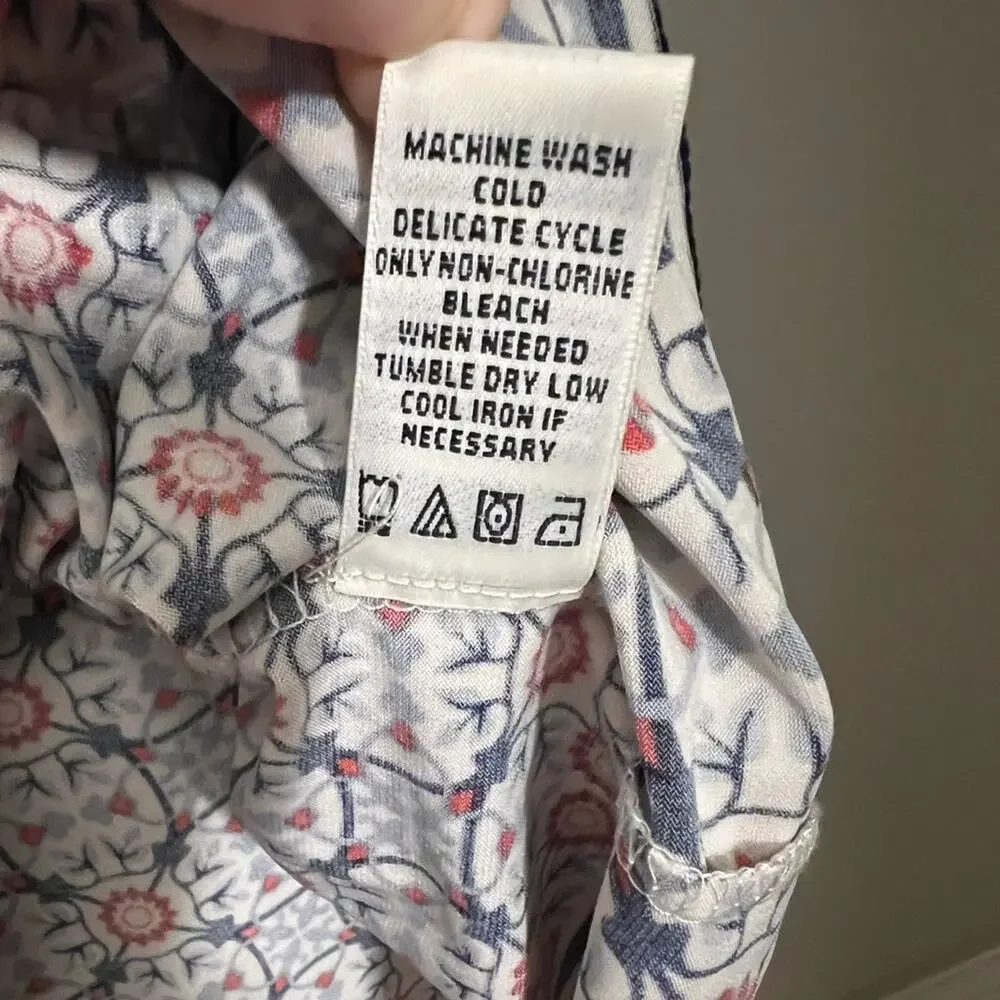 MACHINE WASH
COLD
DELICATE CYCLE
ONLY NON-CHLORINE
BLEACH
WHEN NEEDED
TUMBLE DRY LOW
COOL IRON IF
NECESSARY